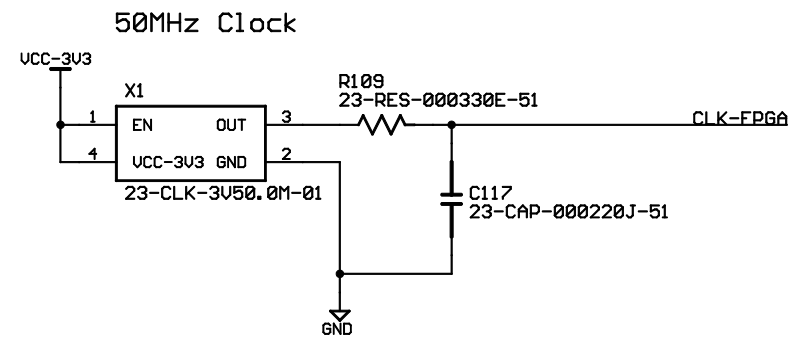 50MHz Clock
VCC-3V3
X1
R109
23-RES-000330E-51
1
EN
OUT
3
CLK-FPGA
4
VCC-3V3
GND
2
23-CLK-3V50.0M-01
C117
23-CAP-000220J-51
GND